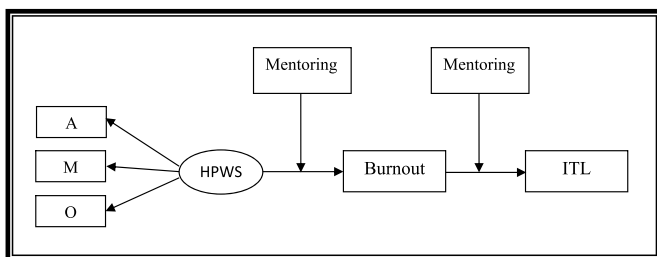 Mentoring
Mentoring
A
M
O
HPWS
Burnout
ITL